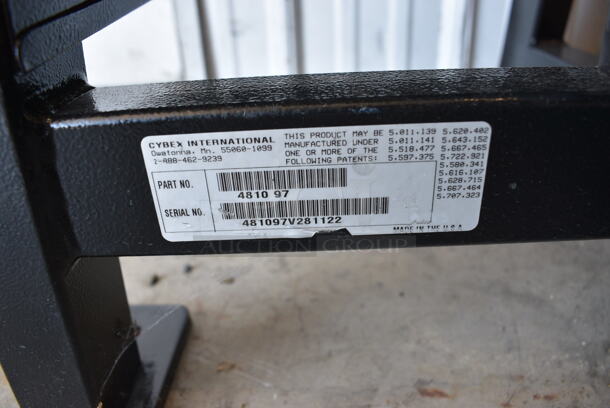 CYBEX INTERNATIONAL
Owatonna, Mn. 55060-1099
1-888-462-9239
THIS PRODUCT MAY BE
MANUFACTURED UNDER
ONE OR MORE OF THE
FOLLOWING PATENTS:
5.011.139 5.620.402
5.011.141 5.643.152
5.518.477 5.667.465
5.597.375 5.722.921
5.580.341
5.616.107
5.628.715
5.667.464
5.707.323
PART NO.
4810 97
SERIAL NO.
481097V281122
MADE IN THE U.S.A.
AUCTION GROUP